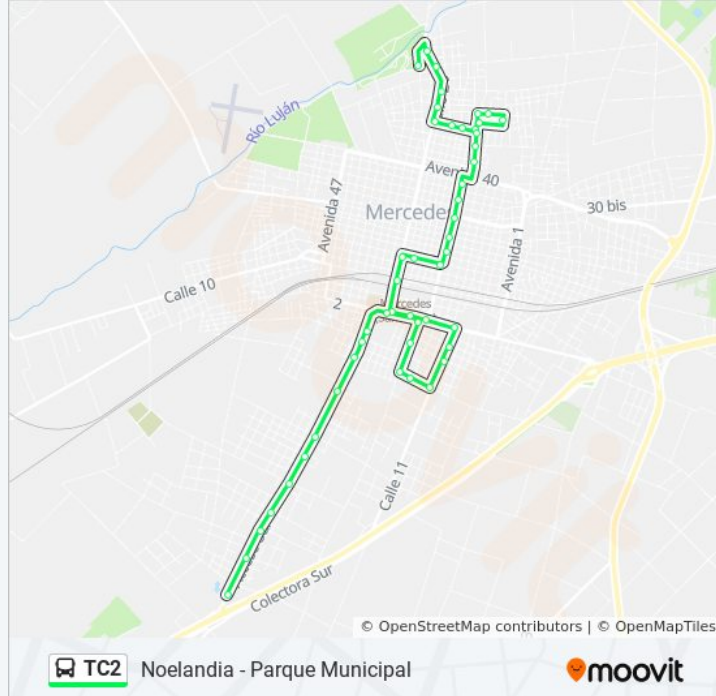 Río Luján
Avenida 40
30 bis
Avenida 47
Mercedes
Avenida 1
Calle 10
2
Mercedes
Calle 11
Colectora Sur
© OpenStreetMap contributors | © OpenMapTiles
TC2 Noelandia - Parque Municipal
moovit